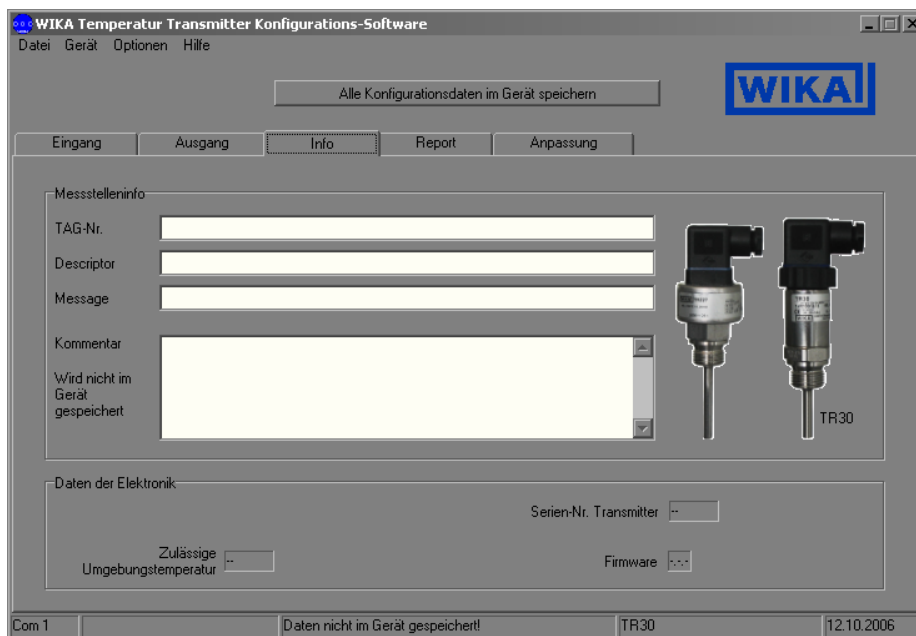 WIKA Temperatur Transmitter Konfigurations-Software
Datei Gerät Optionen Hilfe
Alle Konfigurationsdaten im Gerät speichern
WIKA
Eingang Ausgang Info Report Anpassung
Messstelleninfo
TAG-Nr.
Descriptor
Message
Kommentar
Wird nicht im
Gerät
gespeichert
TR30
Daten der Elektronik
Serien-Nr. Transmitter --
Zulässige
Umgebungstemperatur --
Firmware -.-.-
Com 1 Daten nicht im Gerät gespeichert! TR30 12.10.2006